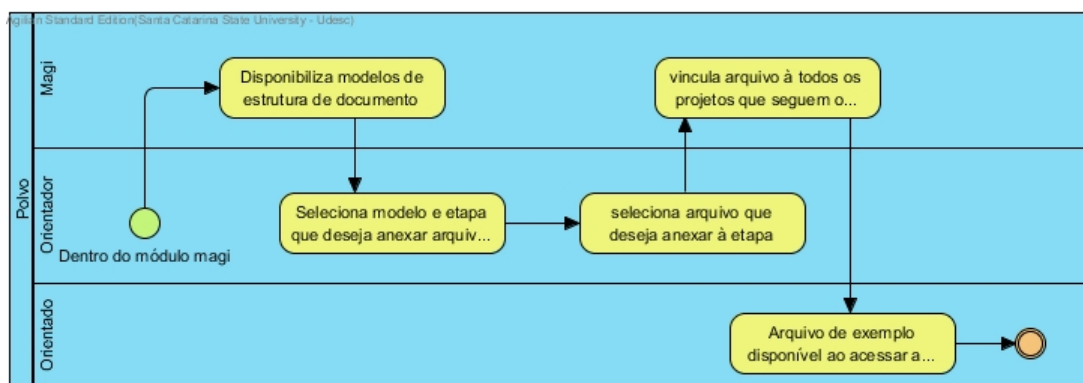 Agilian Standard Edition(Santa Catarina State University - Udesc)
Polvo
Magi
Disponibiliza modelos de
estrutura de documento
vincula arquivo à todos os
projetos que seguem o...
Orientador
Dentro do módulo magi
Seleciona modelo e etapa
que deseja anexar arquiv...
seleciona arquivo que
deseja anexar à etapa
Orientado
Arquivo de exemplo
disponível ao acessar a...